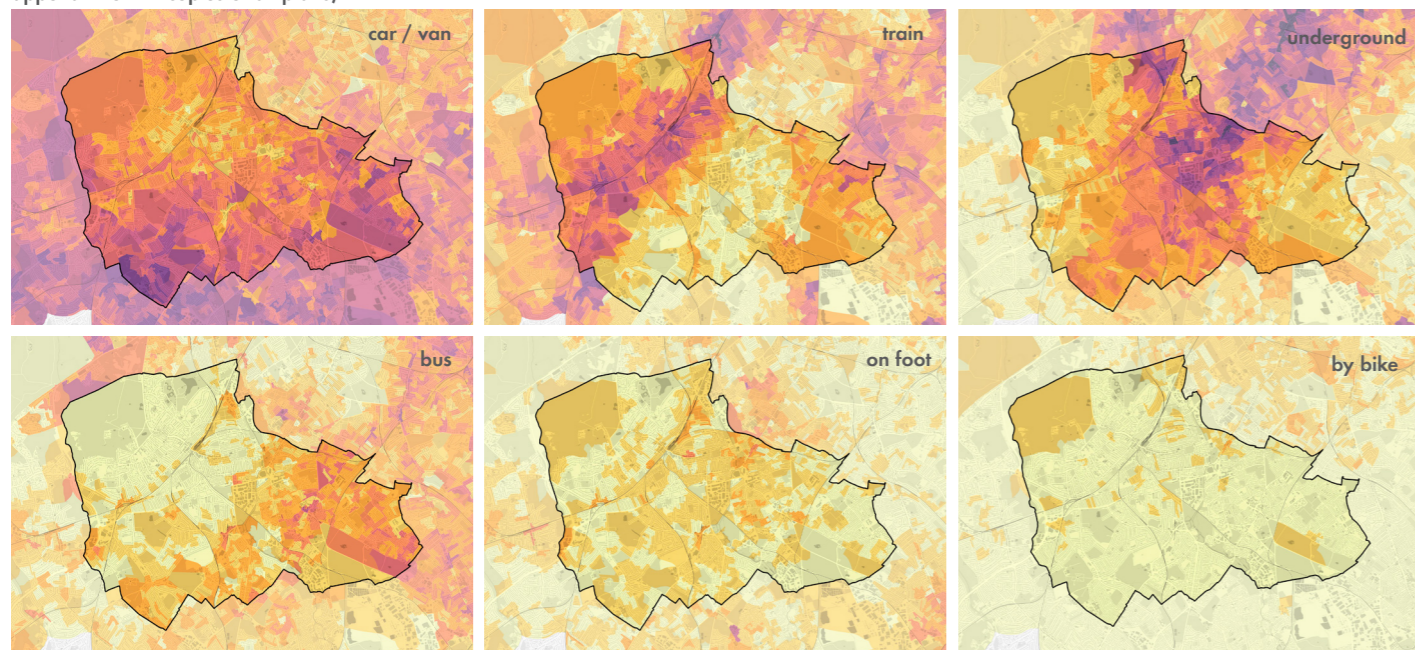 car / van
train
underground
bus
on foot
by bike